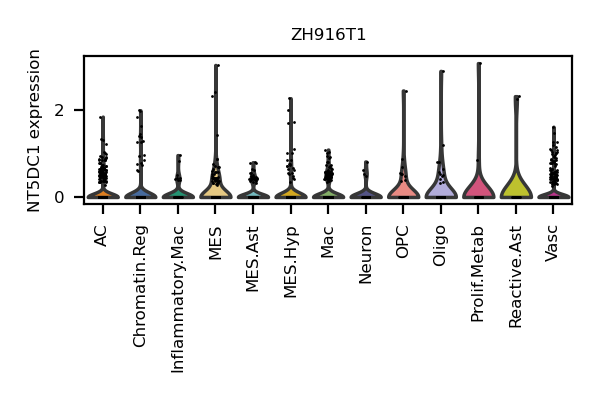 ZH916T1
NT5DC1 expression
2
0
AC
Chromatin.Reg
Inflammatory.Mac
MES
MES.Ast
MES.Hyp
Mac
Neuron
OPC
Oligo
Prolif.Metab
Reactive.Ast
Vasc